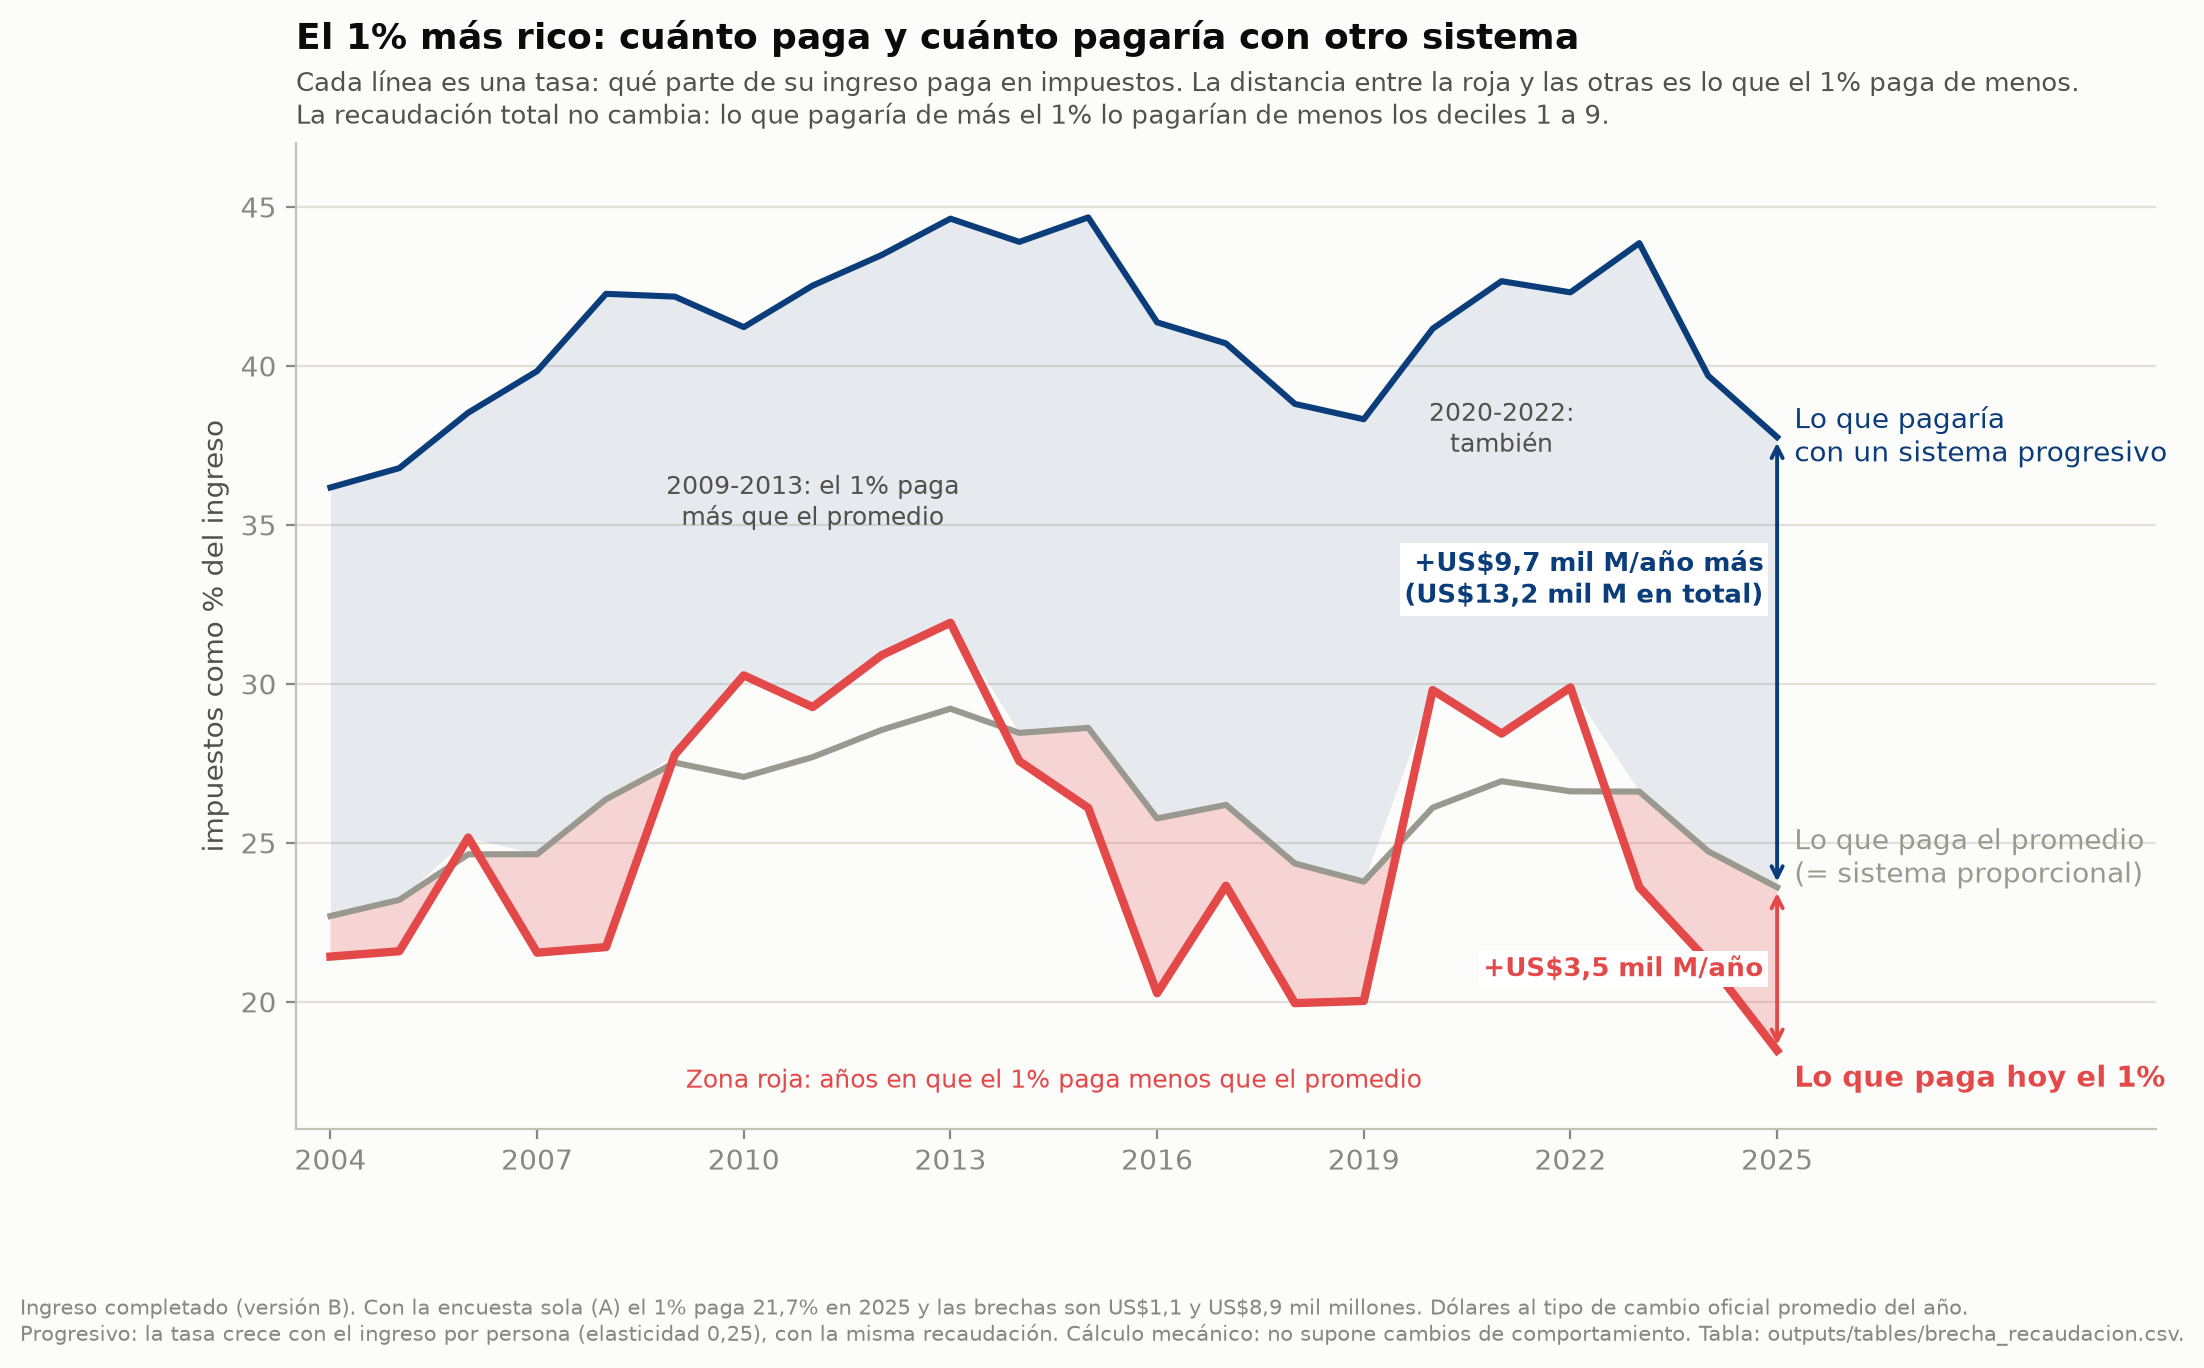 El 1% más rico: cuánto paga y cuánto pagaría con otro sistema
Cada línea es una tasa: qué parte de su ingreso paga en impuestos. La distancia entre la roja y las otras es lo que el 1% paga de menos.
La recaudación total no cambia: lo que pagaría de más el 1% lo pagarían de menos los deciles 1 a 9.
impuestos como % del ingreso
45
40
35
30
25
20
2020-2022:
también
2009-2013: el 1% paga
más que el promedio
Lo que pagaría
con un sistema progresivo
+US$9,7 mil M/año más
(US$13,2 mil M en total)
Lo que paga el promedio
(= sistema proporcional)
+US$3,5 mil M/año
Zona roja: años en que el 1% paga menos que el promedio
Lo que paga hoy el 1%
2004
2007
2010
2013
2016
2019
2022
2025
Ingreso completado (versión B). Con la encuesta sola (A) el 1% paga 21,7% en 2025 y las brechas son US$1,1 y US$8,9 mil millones. Dólares al tipo de cambio oficial promedio del año.
Progresivo: la tasa crece con el ingreso por persona (elasticidad 0,25), con la misma recaudación. Cálculo mecánico: no supone cambios de comportamiento. Tabla: outputs/tables/brecha_recaudacion.csv.